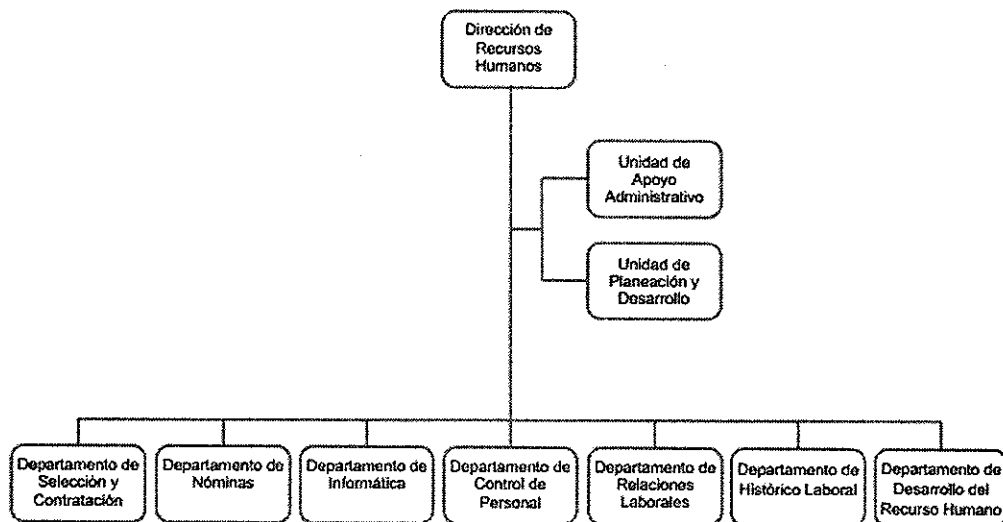 Dirección de
Recursos
Humanos
Unidad de
Apoyo
Administrativo
Unidad de
Planeación y
Desarrollo
Departamento de
Selección y
Contratación
Departamento de
Nóminas
Departamento de
Informática
Departamento de
Control de
Personal
Departamento de
Relaciones
Laborales
Departamento de
Histórico Laboral
Departamento de
Desarrollo del
Recurso Humano